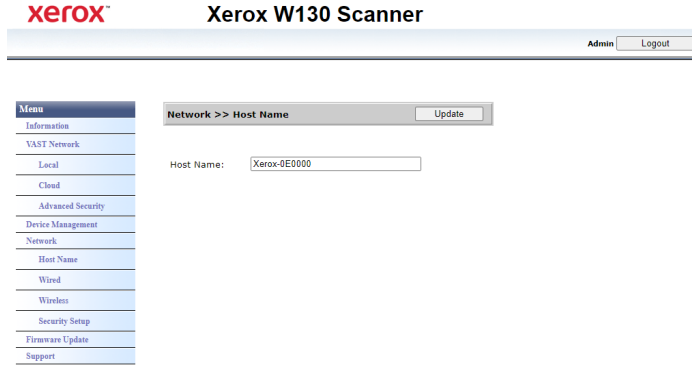 xerox™
Xerox W130 Scanner
Admin Logout
Menu
Information
VAST Network
Local
Cloud
Advanced Security
Device Management
Network
Host Name
Wired
Wireless
Security Setup
Firmware Update
Support
Network >> Host Name Update
Host Name: Xerox-0E0000